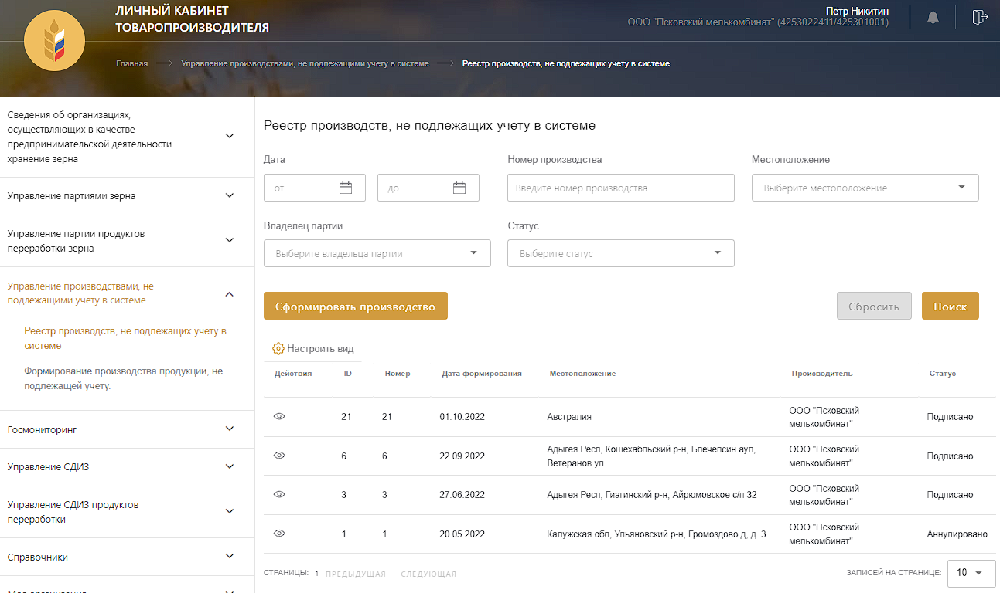 ЛИЧНЫЙ КАБИНЕТ
ТОВАРОПРОИЗВОДИТЕЛЯ
Пётр Никитин
ООО "Псковский мелькомбинат" (4253022411/425301001)
Главная
Управление производствами, не подлежащими учету в системе
Реестр производств, не подлежащих учету в системе
Сведения об организациях,
осуществляющих в качестве
предпринимательской деятельности
хранение зерна
Управление партиями зерна
Управление партии продуктов
переработки зерна
Управление производствами, не
подлежащими учету в системе
Реестр производств, не подлежащих учету в
системе
Формирование производства продукции, не
подлежащей учету.
Госмониторинг
Управление СДИЗ
Управление СДИЗ продуктов
переработки
Справочники
Реестр производств, не подлежащих учету в системе
Дата
Номер производства
Местоположение
от
до
Введите номер производства
Выберите местоположение
Владелец партии
Статус
Выберите владельца партии
Выберите статус
Сформировать производство
Сбросить
Поиск
Настроить вид
Действия ID Номер Дата формирования Местоположение Производитель Статус
21 21 01.10.2022 Австралия ООО "Псковский
мелькомбинат" Подписано
6 6 22.09.2022 Адыгея Респ, Кошехабльский р-н, Блечепсин аул,
Ветеранов ул ООО "Псковский
мелькомбинат" Подписано
3 3 27.06.2022 Адыгея Респ, Гиагинский р-н, Айрюмовское с/п 32 ООО "Псковский
мелькомбинат" Подписано
1 1 20.05.2022 Калужская обл, Ульяновский р-н, Громоздово д, д. 3 ООО "Псковский
мелькомбинат" Аннулировано
СТРАНИЦЫ: 1 ПРЕДЫДУЩАЯ СЛЕДУЮЩАЯ
ЗАПИСЕЙ НА СТРАНИЦЕ: 10